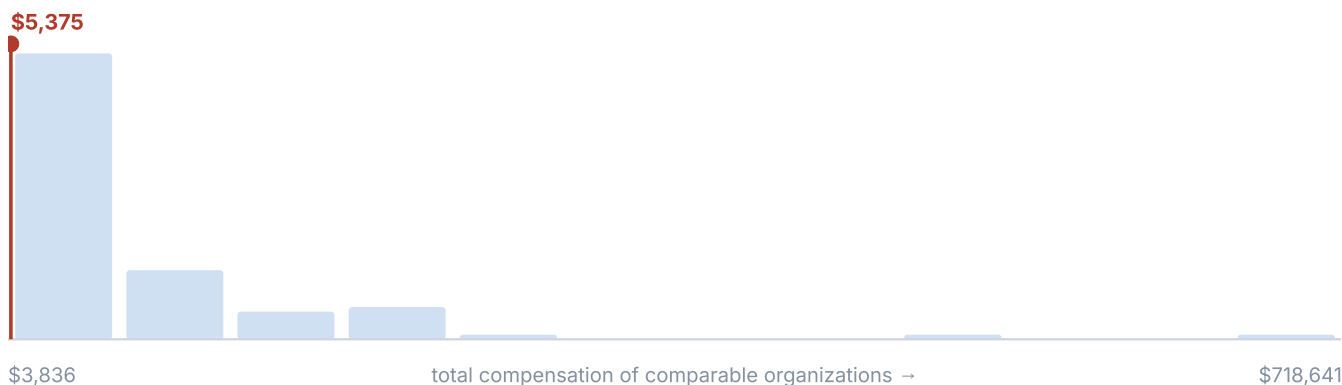 $5,375
$3,836 total compensation of comparable organizations → $718,641